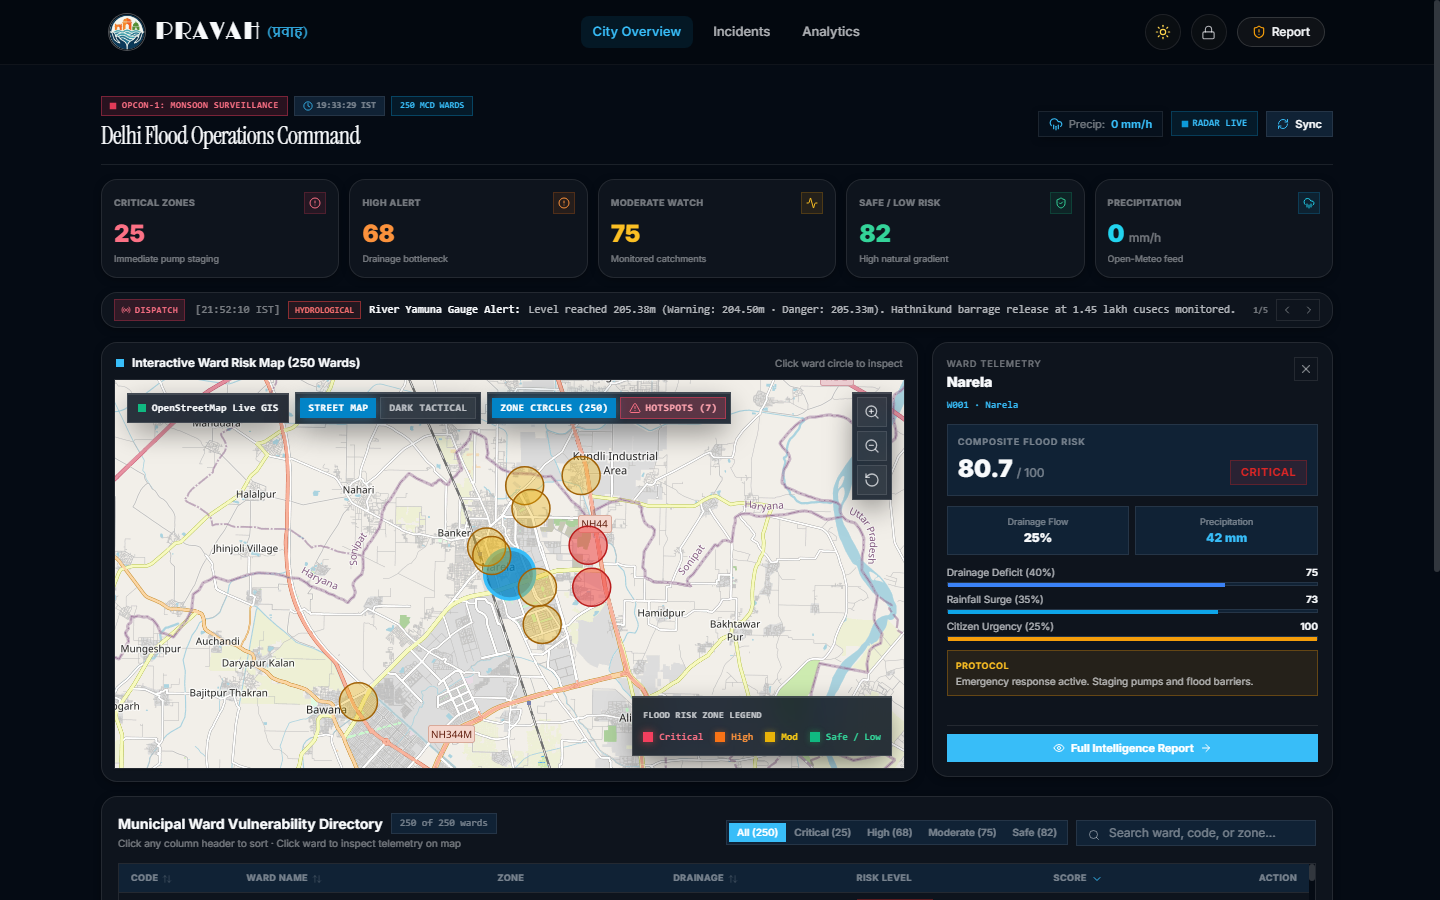 PRAVAH (प्रवाह)
City Overview
Incidents
Analytics
Report
OPCON-1: MONSOON SURVEILLANCE
19:33:29 IST
250 MCD WARDS
Delhi Flood Operations Command
Precip: 0 mm/h
RADAR LIVE
Sync
CRITICAL ZONES
25
Immediate pump staging
HIGH ALERT
68
Drainage bottleneck
MODERATE WATCH
75
Monitored catchments
SAFE / LOW RISK
82
High natural gradient
PRECIPITATION
0 mm/h
Open-Meteo feed
DISPATCH
[21:52:10 IST]
HYDROLOGICAL
River Yamuna Gauge Alert: Level reached 205.38m (Warning: 204.50m · Danger: 205.33m). Hathnikund barrage release at 1.45 lakh cusecs monitored.
1/5
Interactive Ward Risk Map (250 Wards)
Click ward circle to inspect
OpenStreetMap Live GIS
STREET MAP
DARK TACTICAL
ZONE CIRCLES (250)
HOTSPOTS (7)
Kundli Industrial
Area
Nahari
Halalpur
Haryana
Uttar Pradesh
NH44
Banker
Jhinjoli Village
Sonipat
Sonipat
Haryana
Narela
Hamidpur
Bakhtawar
Pur
Auchandi
Mungeshpur
Daryapur Kalan
Bajitpur Thakran
ogarh
Bawana
NH344M
Ali
FLOOD RISK ZONE LEGEND
Critical
High
Mod
Safe / Low
WARD TELEMETRY
Narela
W001 · Narela
COMPOSITE FLOOD RISK
80.7 / 100
CRITICAL
Drainage Flow
25%
Precipitation
42 mm
Drainage Deficit (40%)
75
Rainfall Surge (35%)
73
Citizen Urgency (25%)
100
PROTOCOL
Emergency response active. Staging pumps and flood barriers.
Full Intelligence Report
Municipal Ward Vulnerability Directory
250 of 250 wards
Click any column header to sort · Click ward to inspect telemetry on map
All (250)
Critical (25)
High (68)
Moderate (75)
Safe (82)
Search ward, code, or zone...
CODE
WARD NAME
ZONE
DRAINAGE
RISK LEVEL
SCORE
ACTION